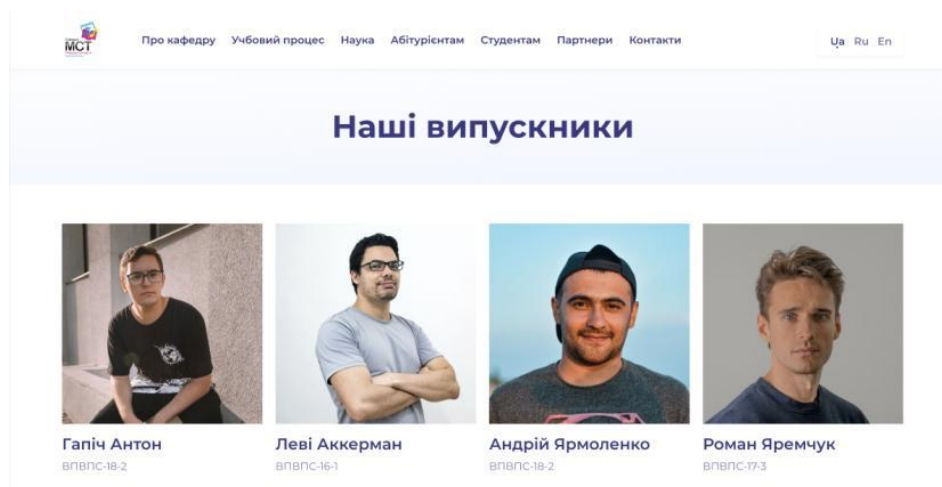 МСТ
Про кафедру Учбовий процес Наука Абітурієнтам Студентам Партнери Контакти Ua Ru En
Наші випускники
Гапіч Антон Леві Аккерман Андрій Ярмоленко Роман Яремчук
ВПВПС-18-2 ВПВПС-16-1 ВПВПС-18-2 ВПВПС-17-3